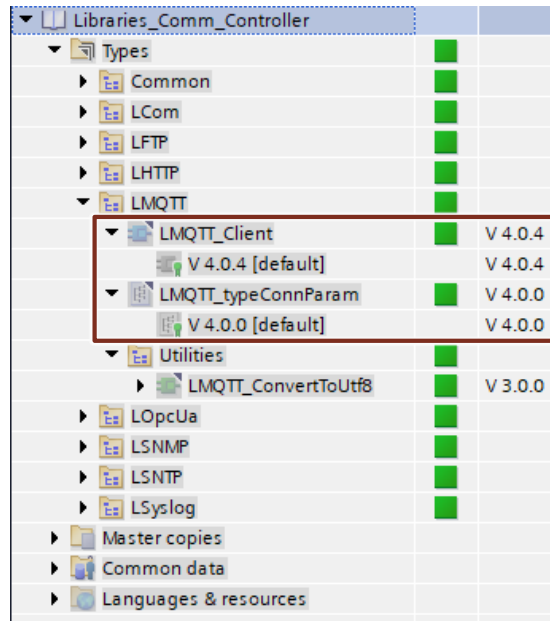 Libraries_Comm_Controller
Types
Common
LCom
LFTP
LHTTP
LMQTT
LMQTT_Client V 4.0.4
V 4.0.4 [default] V 4.0.4
LMQTT_typeConnParam V 4.0.0
V 4.0.0 [default] V 4.0.0
Utilities
LMQTT_ConvertToUtf8 V 3.0.0
LOpcUa
LSNMP
LSNTP
LSyslog
Master copies
Common data
Languages & resources